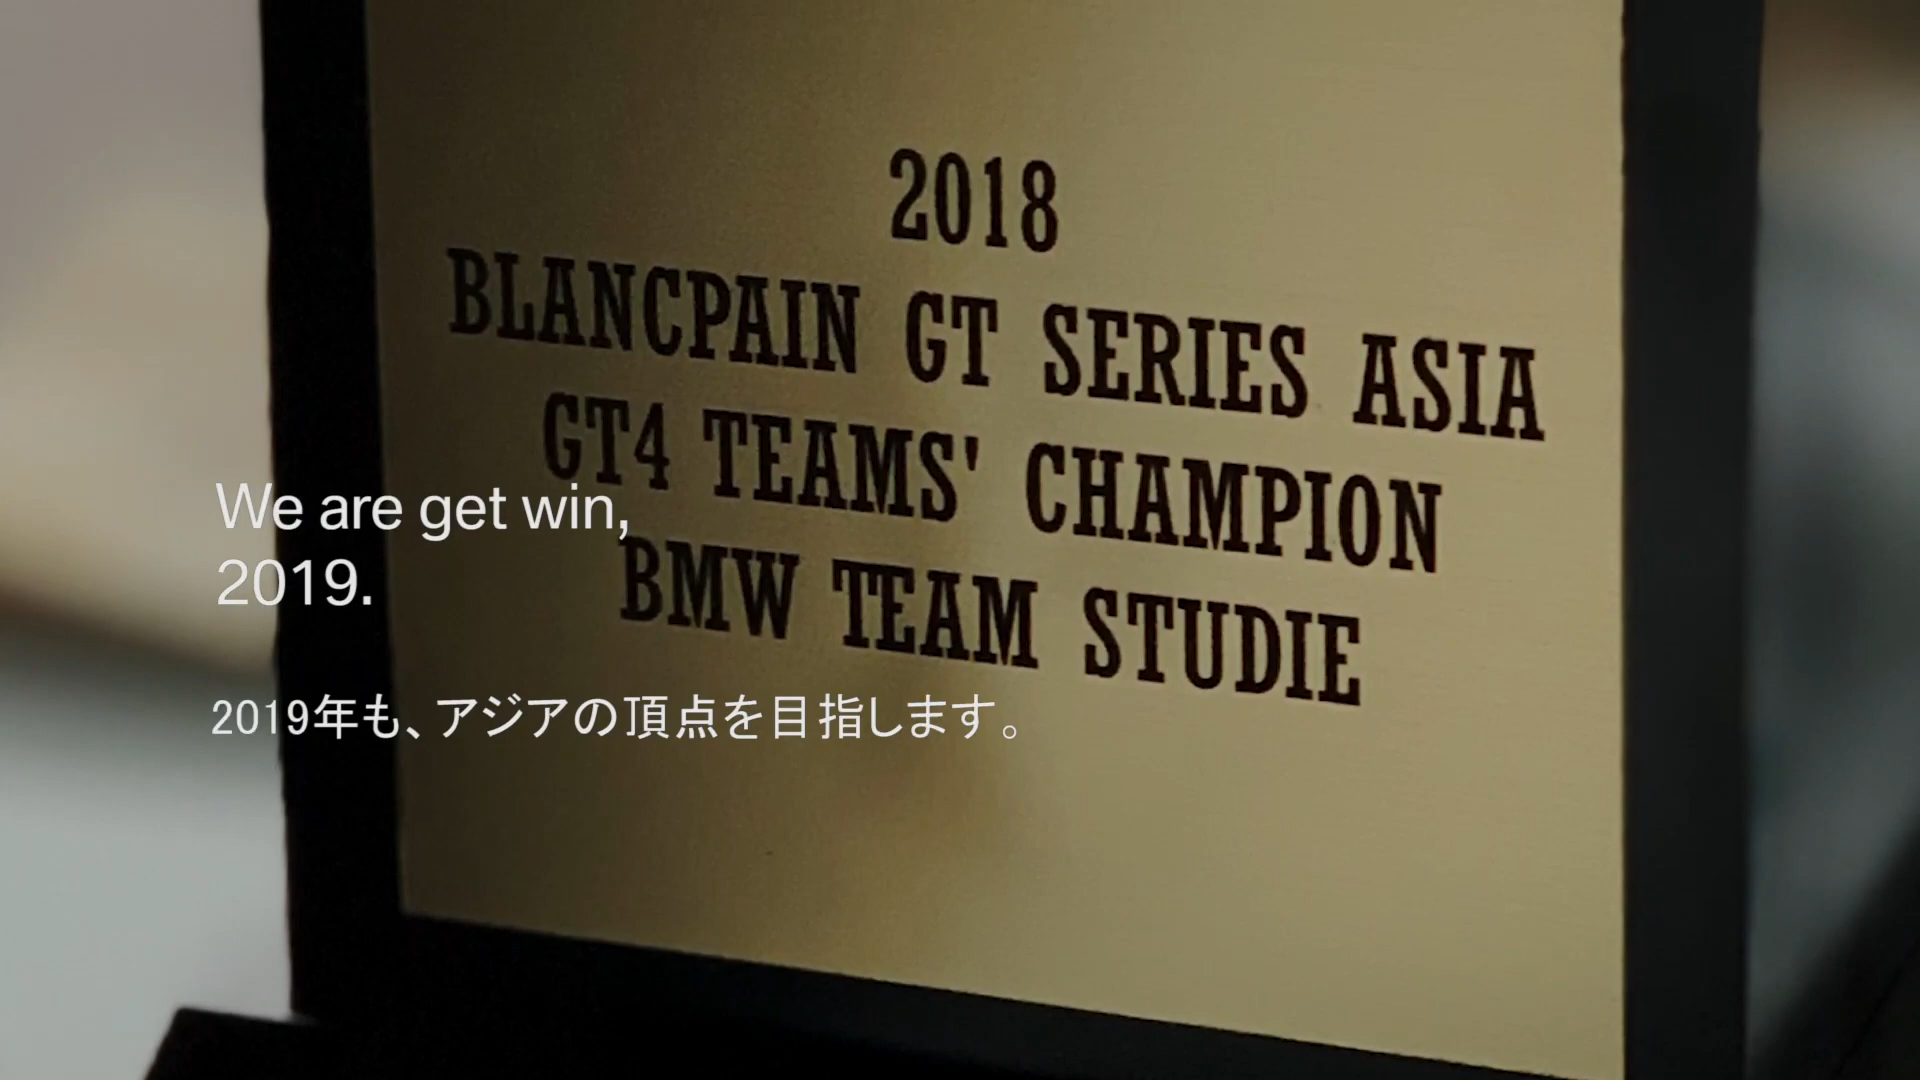 2018
BLANCPAIN GT SERIES ASIA
GT4 TEAMS' CHAMPION
BMW TEAM STUDIE
We are get win,
2019.
2019年も、アジアの頂点を目指します。